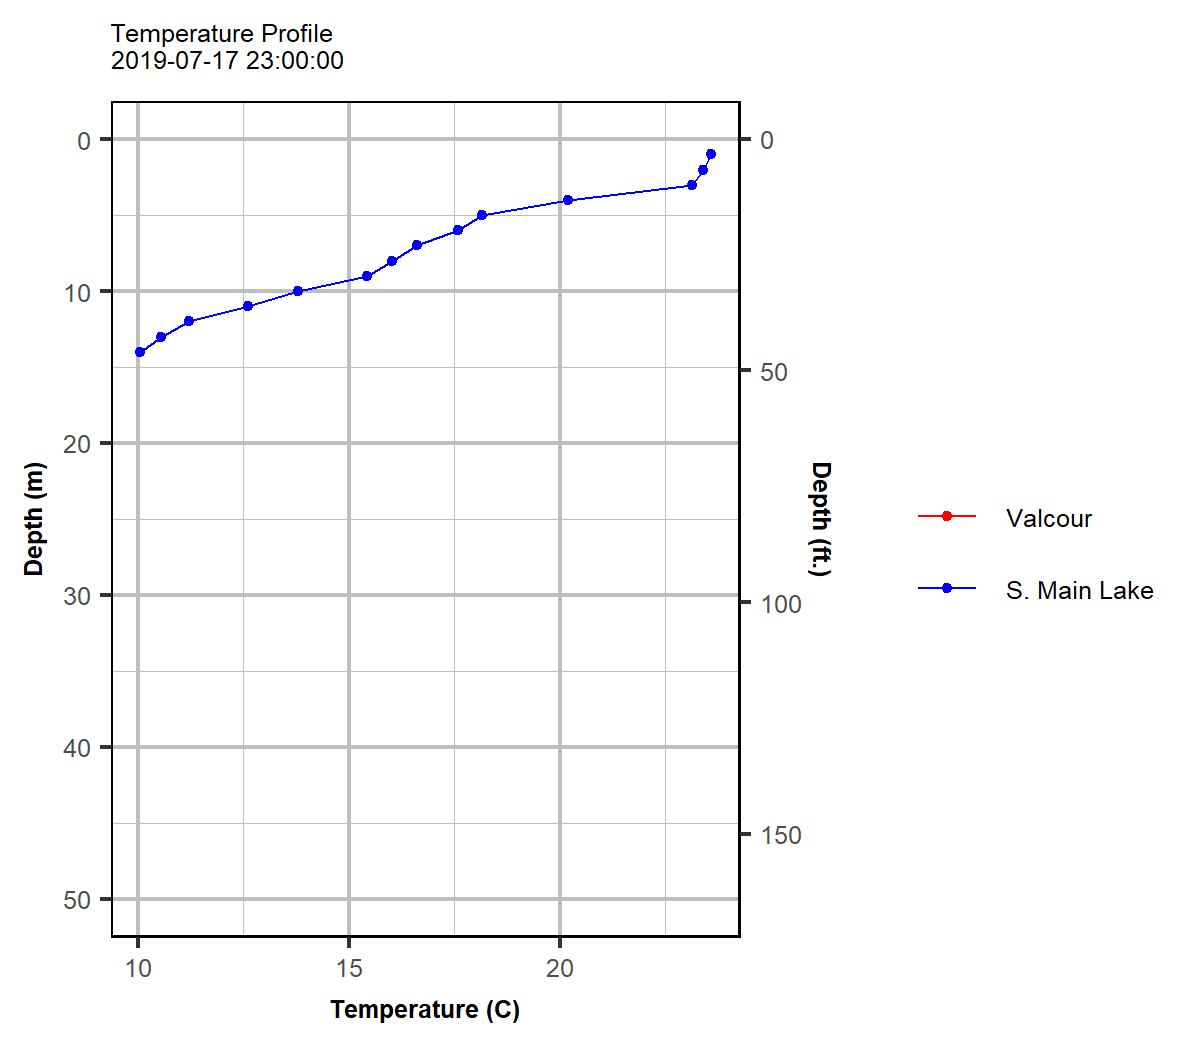 Temperature Profile
2019-07-17 23:00:00
0
10
20
30
40
50
Depth (m)
0
50
100
150
Depth (ft.)
10 15 20
Temperature (C)
Valcour
S. Main Lake